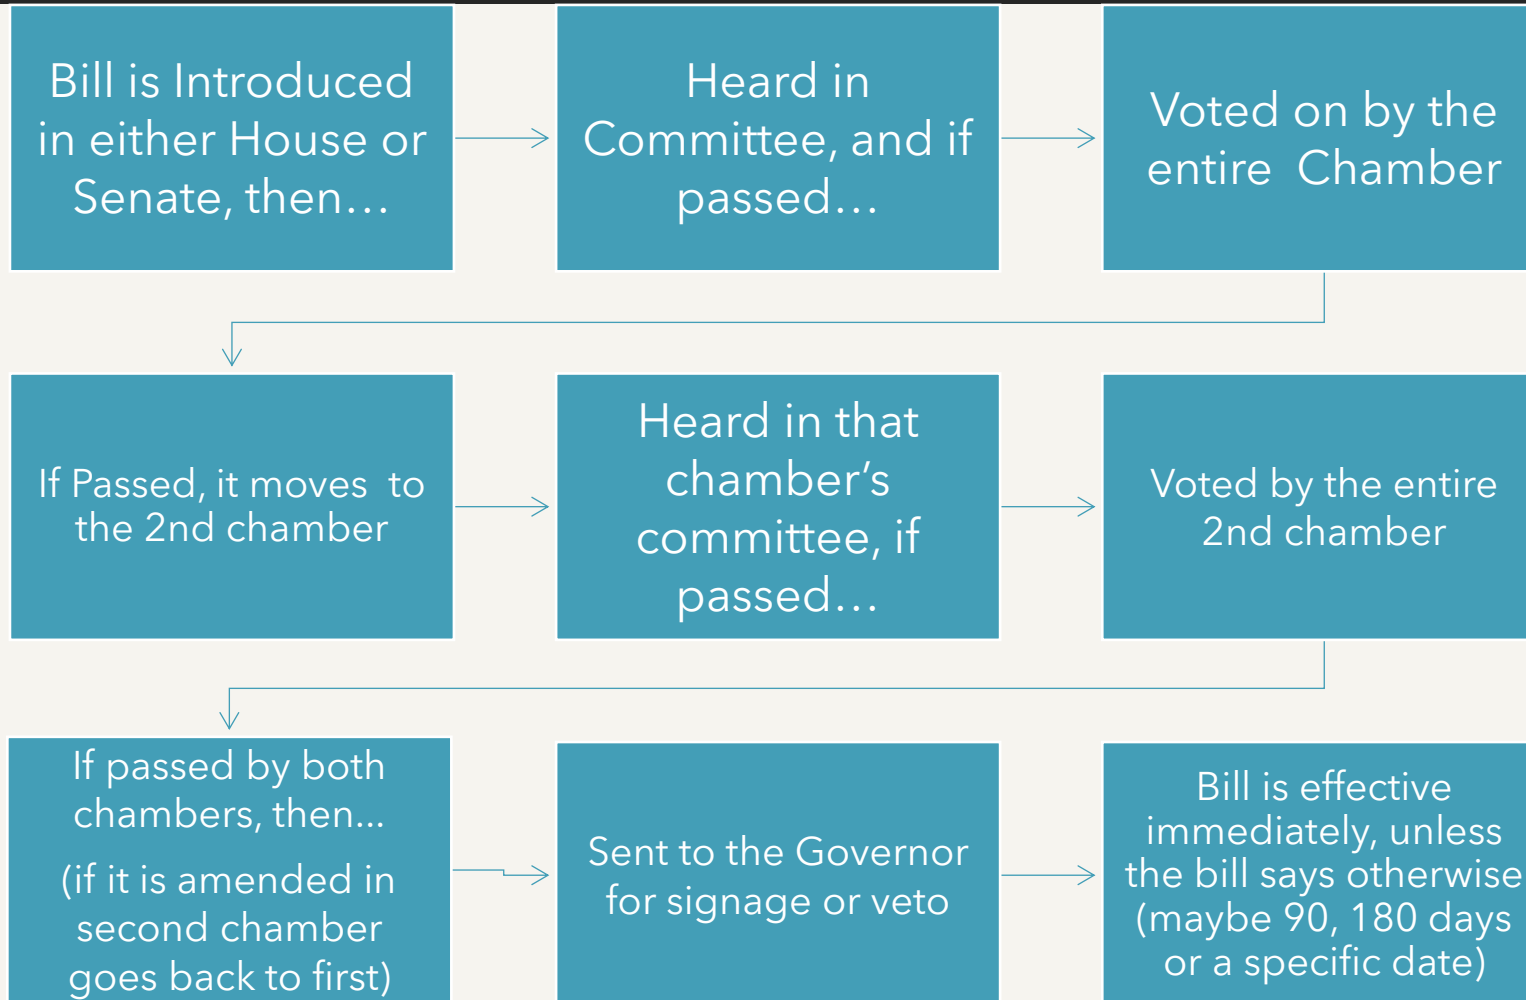 Bill is Introduced
in either House or
Senate, then…
Heard in
Committee, and if
passed…
Voted on by the
entire  Chamber
If Passed, it moves  to
the 2nd chamber
Heard in that
chamber’s
committee, if
passed…
Voted by the entire
2nd chamber
If passed by both
chambers, then...
(if it is amended in
second chamber
goes back to first)
Sent to the Governor
for signage or veto
Bill is effective
immediately, unless
the bill says otherwise
(maybe 90, 180 days
or a specific date)